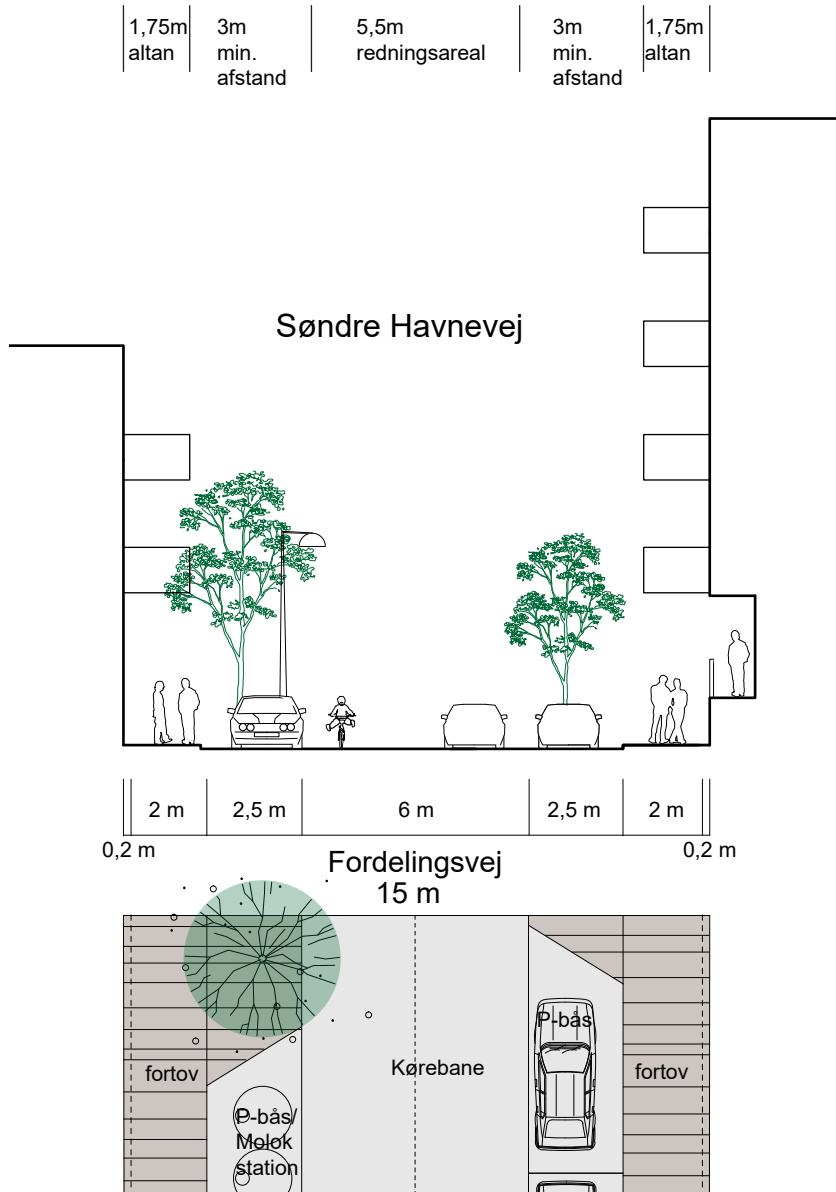 1,75m 3m 5,5m 3m 1,75m
altan min. redningsareal min. altan
afstand afstand
Søndre Havnevej
2 m 2,5 m 6 m 2,5 m 2 m
0,2 m 0,2 m
Fordelingsvej
15 m
P-bås
Kørebane
fortov fortov
P-bås/
Molok
station